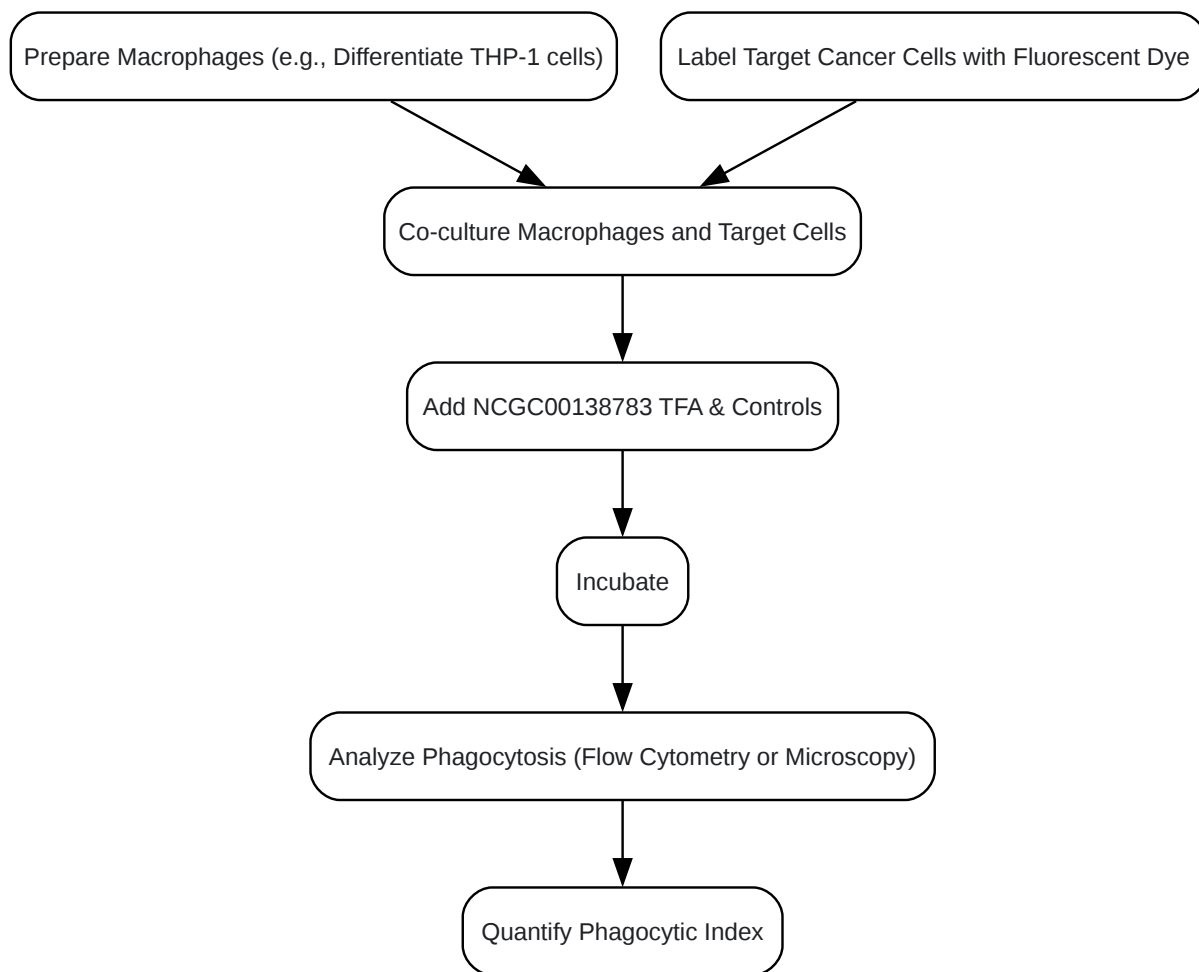 Prepare Macrophages (e.g., Differentiate THP-1 cells)
Label Target Cancer Cells with Fluorescent Dye
Co-culture Macrophages and Target Cells
Add NCGC00138783 TFA & Controls
Incubate
Analyze Phagocytosis (Flow Cytometry or Microscopy)
Quantify Phagocytic Index